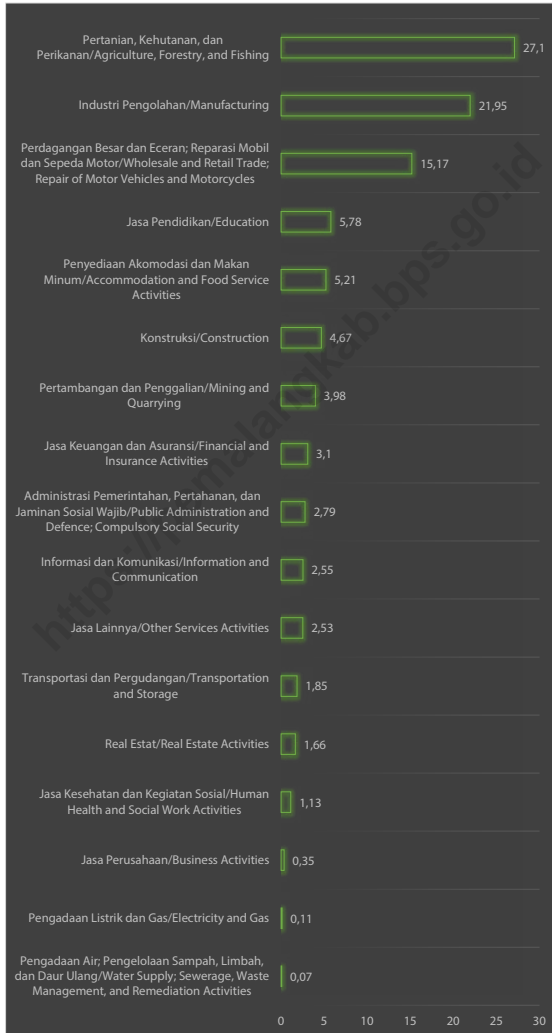 Pertanian, Kehutanan, dan
Perikanan/Agriculture, Forestry, and Fishing
27,1
Industri Pengolahan/Manufacturing
21,95
Perdagangan Besar dan Eceran; Reparasi Mobil
dan Sepeda Motor/Wholesale and Retail Trade;
Repair of Motor Vehicles and Motorcycles
15,17
Jasa Pendidikan/Education
5,78
Penyediaan Akomodasi dan Makan
Minum/Accommodation and Food Service
Activities
5,21
Konstruksi/Construction
4,67
Pertambangan dan Penggalian/Mining and
Quarrying
3,98
Jasa Keuangan dan Asuransi/Financial and
Insurance Activities
3,1
Administrasi Pemerintahan, Pertahanan, dan
Jaminan Sosial Wajib/Public Administration and
Defence; Compulsory Social Security
2,79
Informasi dan Komunikasi/Information and
Communication
2,55
Jasa Lainnya/Other Services Activities
2,53
Transportasi dan Pergudangan/Transportation
and Storage
1,85
Real Estat/Real Estate Activities
1,66
Jasa Kesehatan dan Kegiatan Sosial/Human
Health and Social Work Activities
1,13
Jasa Perusahaan/Business Activities
0,35
Pengadaan Listrik dan Gas/Electricity and Gas
0,11
Pengadaan Air; Pengelolaan Sampah, Limbah,
dan Daur Ulang/Water Supply; Sewerage, Waste
Management, and Remediation Activities
0,07
0 5 10 15 20 25 30